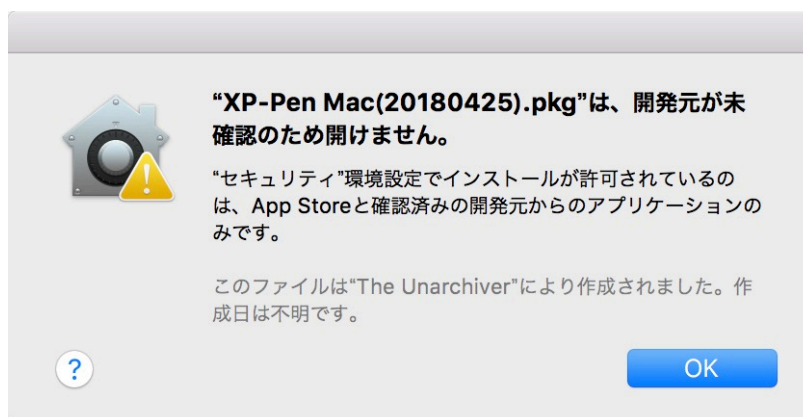 “XP-Pen Mac(20180425).pkg”は、開発元が未
確認のため開けません。
“セキュリティ”環境設定でインストールが許可されているの
は、App Storeと確認済みの開発元からのアプリケーションの
みです。
このファイルは“The Unarchiver”により作成されました。作
成日は不明です。
?
OK